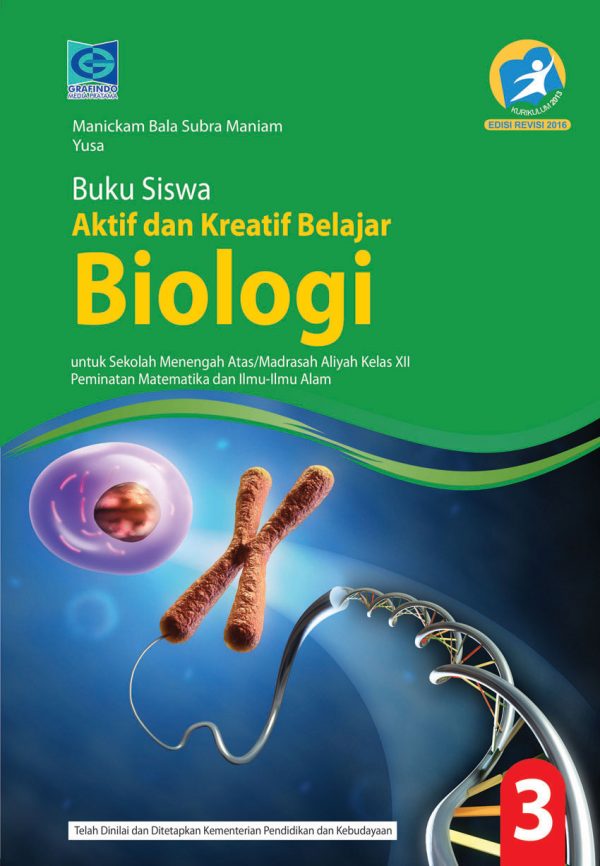 GRAFINDO
MEDIA PRATAMA
KURIKULUM 2013
EDISI REVISI 2016
Manickam Bala Subra Maniam
Yusa
Buku Siswa
Aktif dan Kreatif Belajar
Biologi
untuk Sekolah Menengah Atas/Madrasah Aliyah Kelas XII
Peminatan Matematika dan Ilmu-Ilmu Alam
Telah Dinilai dan Ditetapkan Kementerian Pendidikan dan Kebudayaan
3